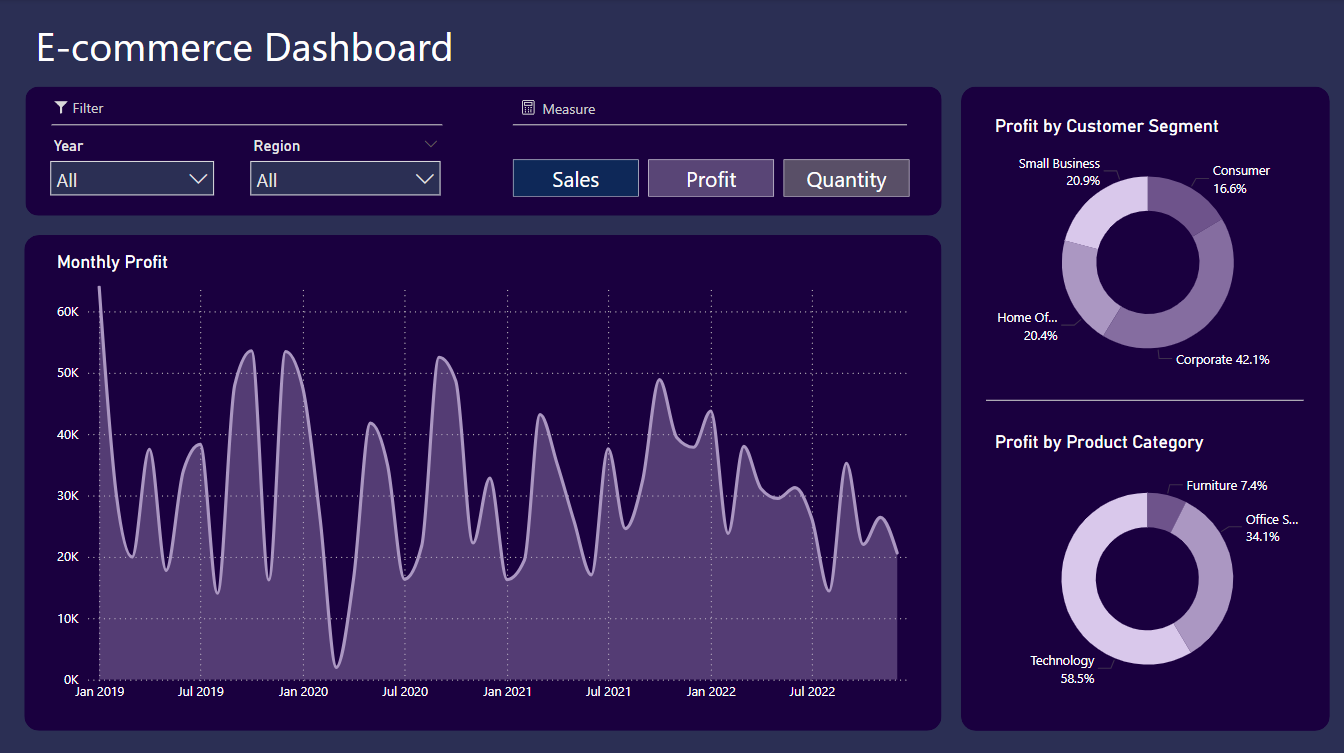 E-commerce Dashboard
Filter
Measure
Year
Region
All
All
Sales
Profit
Quantity
Monthly Profit
60K
50K
40K
30K
20K
10K
0K
Jan 2019
Jul 2019
Jan 2020
Jul 2020
Jan 2021
Jul 2021
Jan 2022
Jul 2022
Profit by Customer Segment
Small Business
20.9%
Consumer
16.6%
Home Of...
20.4%
Corporate 42.1%
Profit by Product Category
Furniture 7.4%
Office S...
34.1%
Technology
58.5%